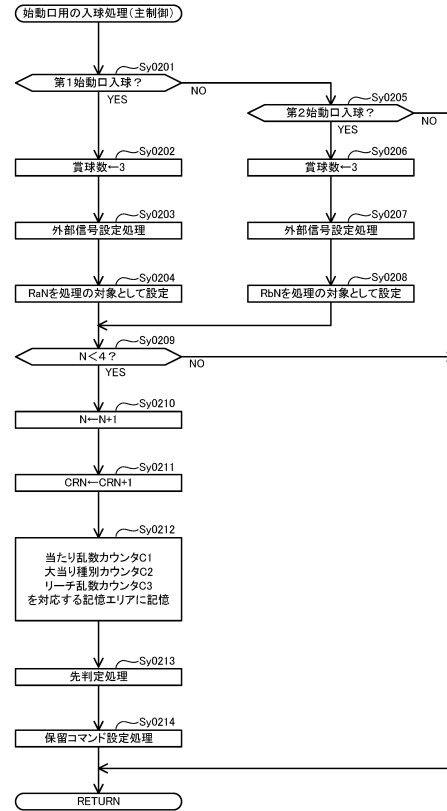 始動口用の入球処理(主制御)
Sy0201
第1始動口入球?
NO
YES
Sy0205
第2始動口入球?
NO
YES
Sy0202
賞球数←3
Sy0206
賞球数←3
Sy0203
外部信号設定処理
Sy0207
外部信号設定処理
Sy0204
RaNを処理の対象として設定
Sy0208
RbNを処理の対象として設定
Sy0209
N<4?
NO
YES
Sy0210
N←N+1
Sy0211
CRN←CRN+1
Sy0212
当たり乱数カウンタC1
大当り種別カウンタC2
リーチ乱数カウンタC3
を対応する記憶エリアに記憶
Sy0213
先判定処理
Sy0214
保留コマンド設定処理
RETURN